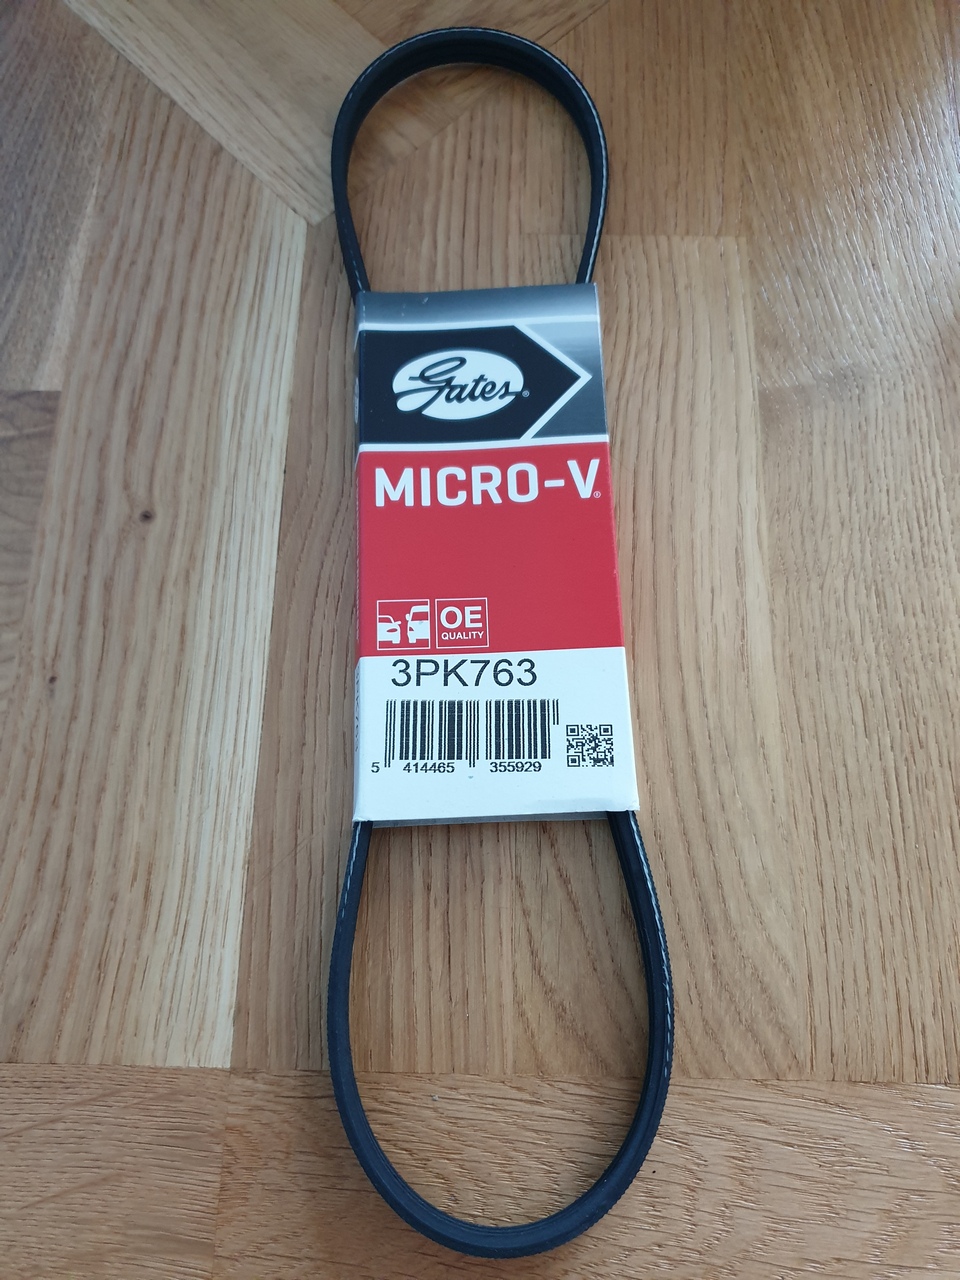 Gates®
MICRO-V®
OE
QUALITY
3PK763
5 414465 355929